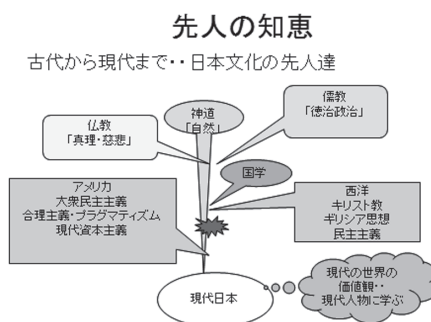 先人の知恵
古代から現代まで・・日本文化の先人達
儒教
「徳治政治」
神道
「自然」
仏教
「真理・慈悲」
国学
アメリカ
大衆民主主義
合理主義・プラグマティズム
現代資本主義
西洋
キリスト教
ギリシア思想
民主主義
現代の世界の
価値観・・
現代人物に学ぶ
現代日本